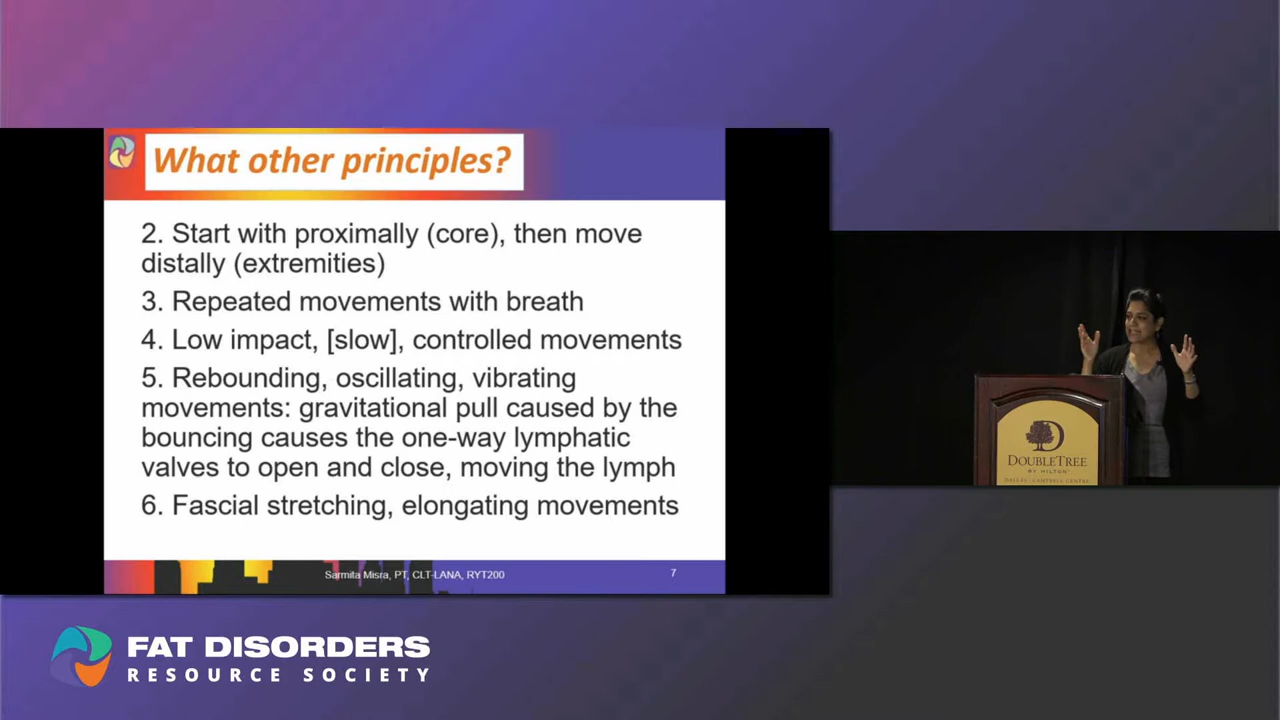 What other principles?
2. Start with proximally (core), then move
distally (extremities)
3. Repeated movements with breath
4. Low impact, [slow], controlled movements
5. Rebounding, oscillating, vibrating
movements: gravitational pull caused by the
bouncing causes the one-way lymphatic
valves to open and close, moving the lymph
6. Fascial stretching, elongating movements
Sarmita Misra, PT, CLT-LANA, RYT200
7
DOUBLETREE
BY HILTON
DALLAS - CAMPBELL CENTRE
FAT DISORDERS
RESOURCE SOCIETY